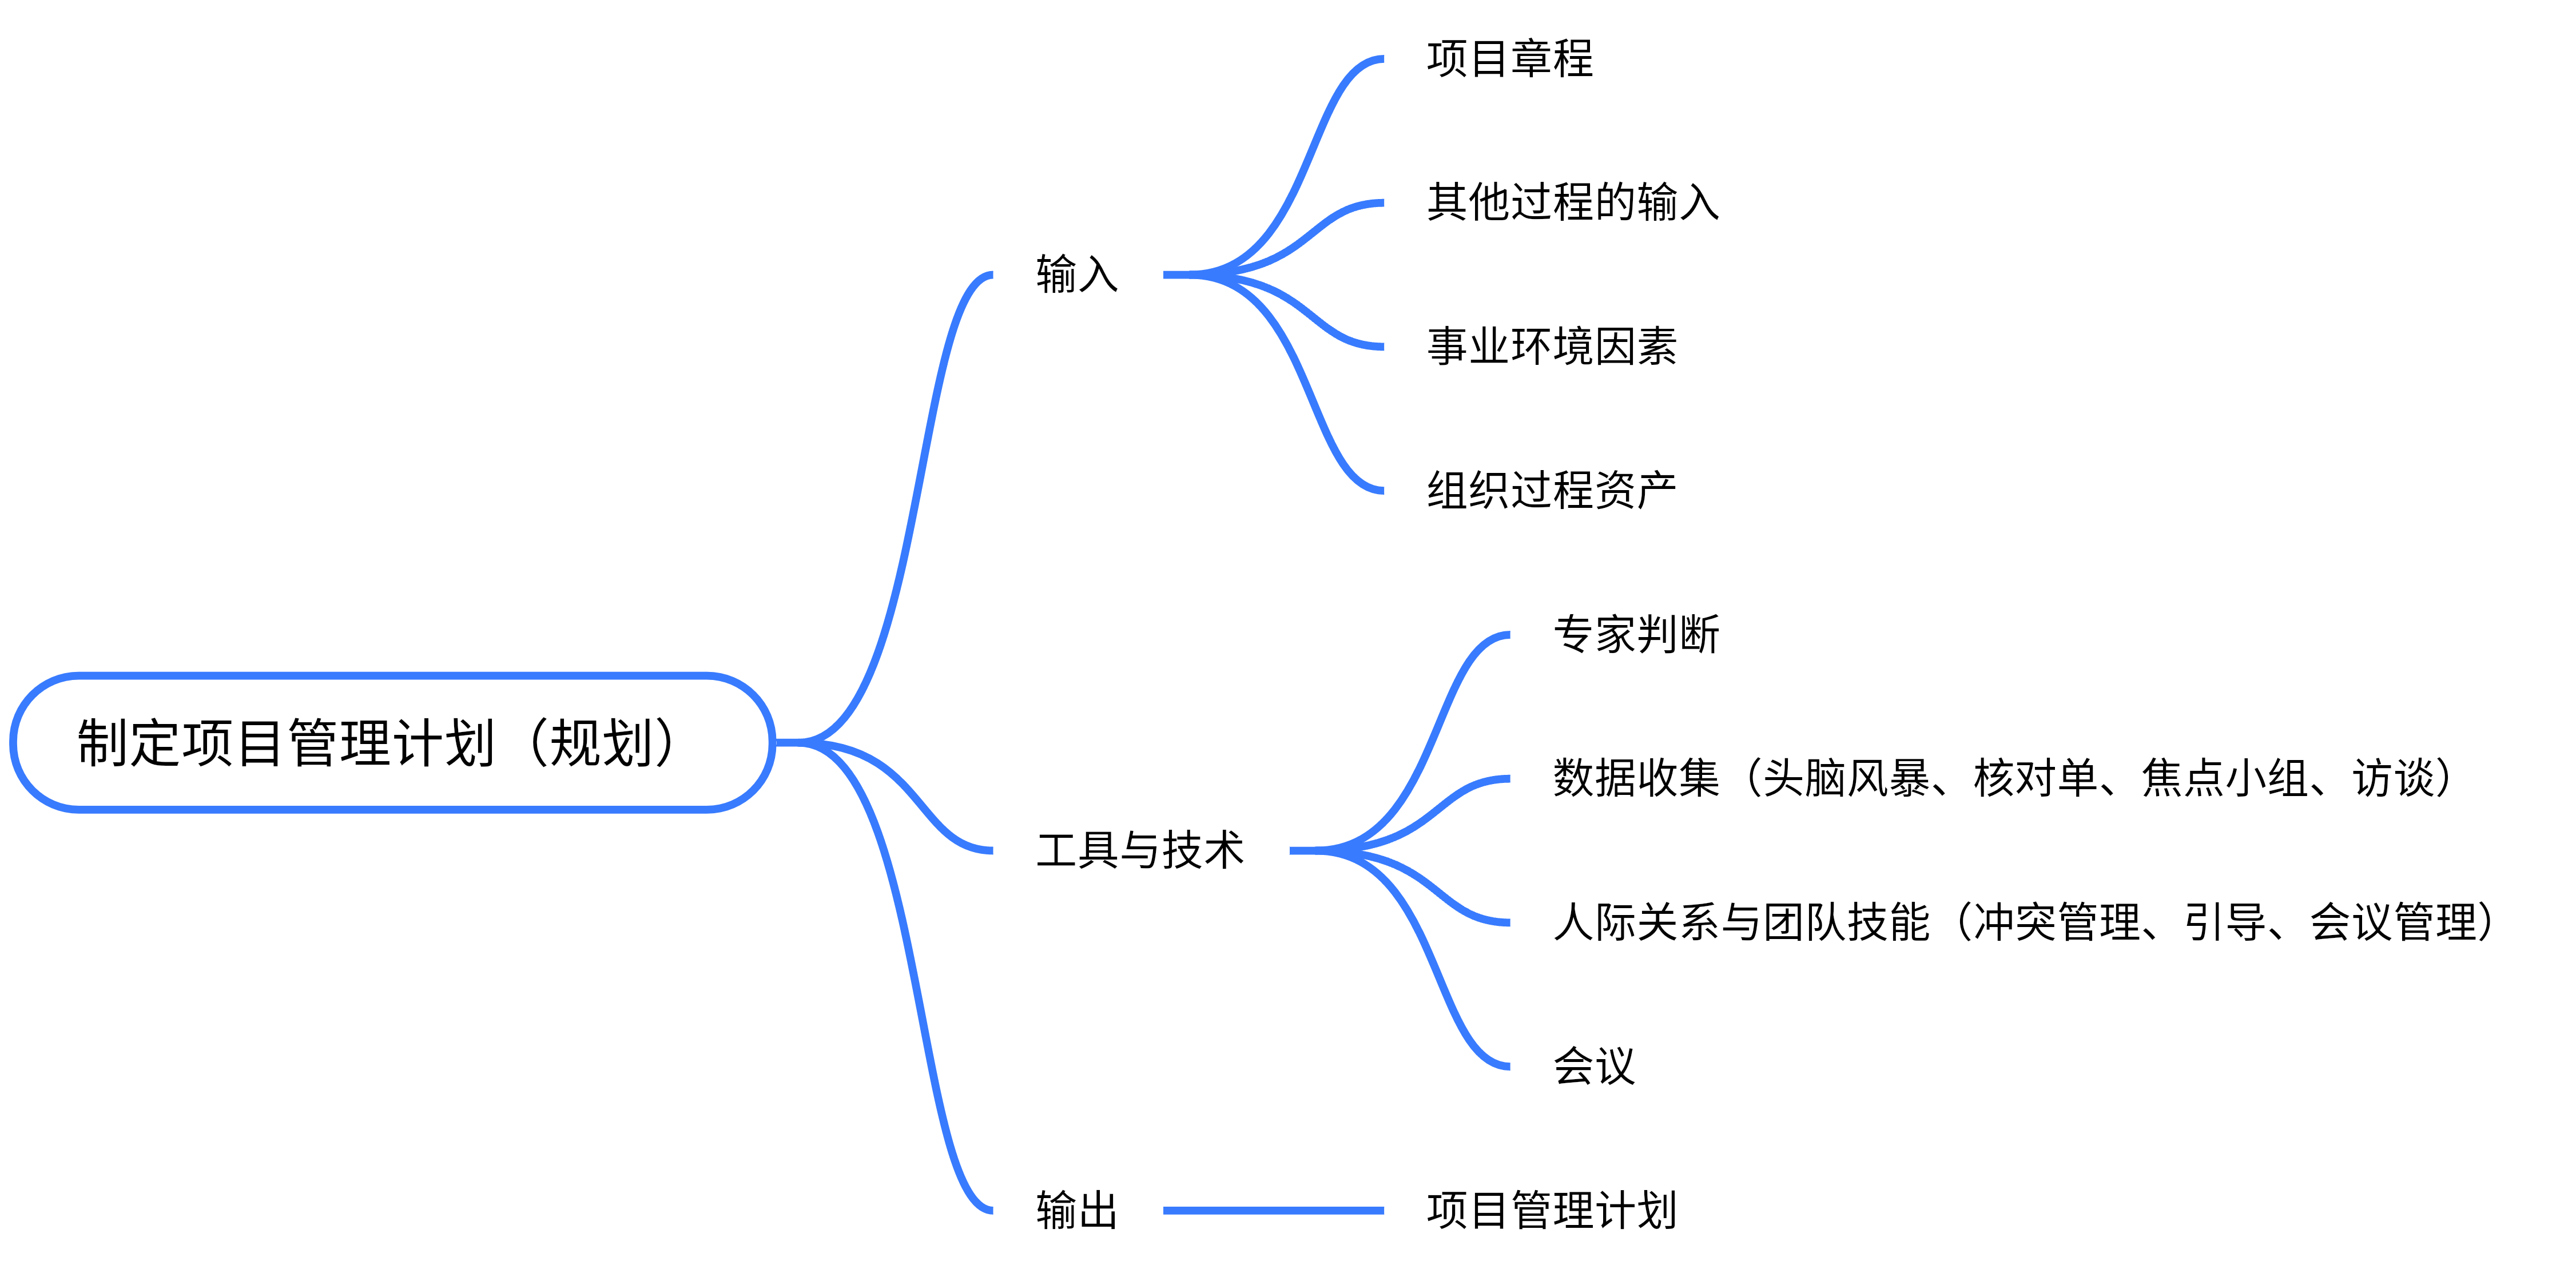 制定项目管理计划（规划）
输入
项目章程
其他过程的输入
事业环境因素
组织过程资产
工具与技术
专家判断
数据收集（头脑风暴、核对单、焦点小组、访谈）
人际关系与团队技能（冲突管理、引导、会议管理）
会议
输出
项目管理计划